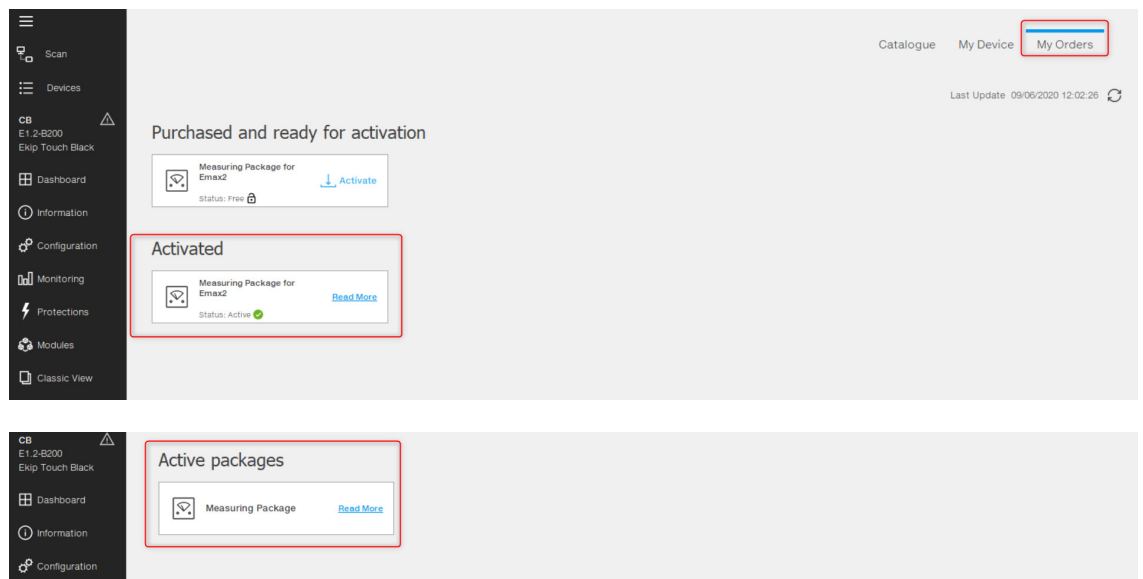 Scan
Devices
CB
E1.2-B200
Ekip Touch Black
Dashboard
Information
Configuration
Monitoring
Protections
Modules
Classic View
Catalogue My Device My Orders
Last Update 09/06/2020 12:02:26
Purchased and ready for activation
Measuring Package for
Emax2
Activate
Status: Free
Activated
Measuring Package for
Emax2
Read More
Status: Active
CB
E1.2-B200
Ekip Touch Black
Dashboard
Information
Configuration
Active packages
Measuring Package Read More